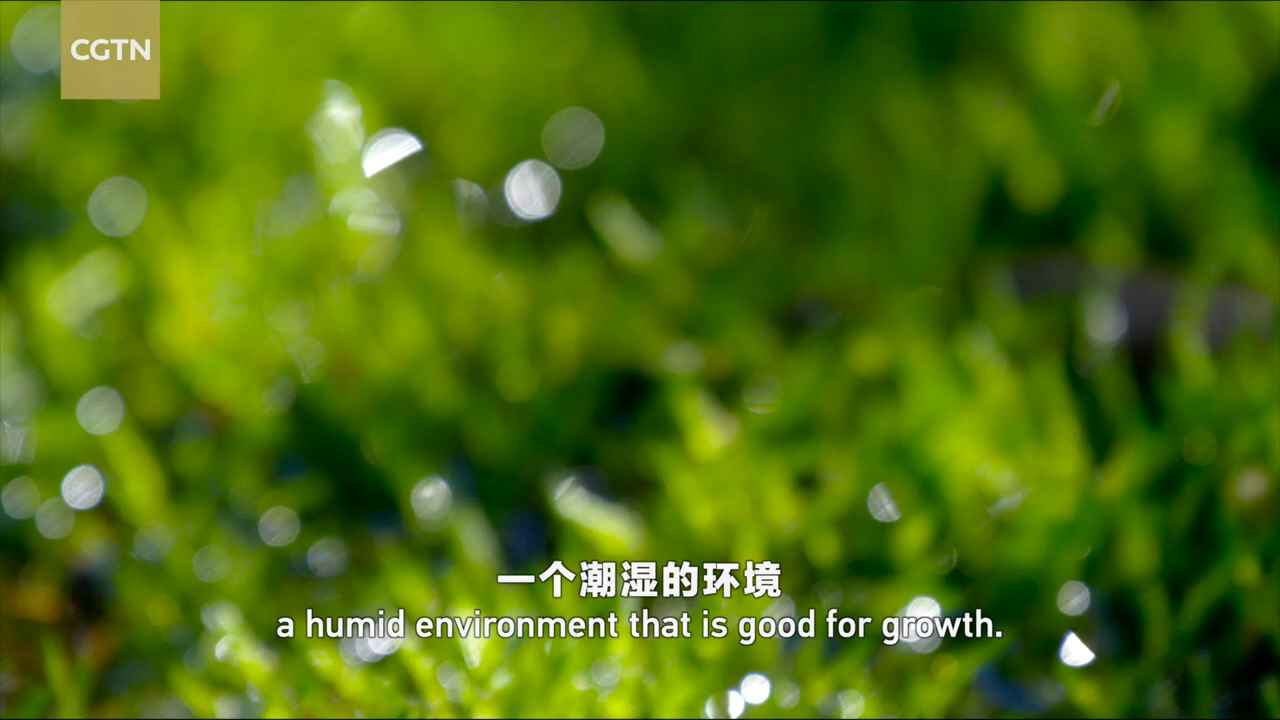 CGTN
一个潮湿的环境
a humid environment that is good for growth.